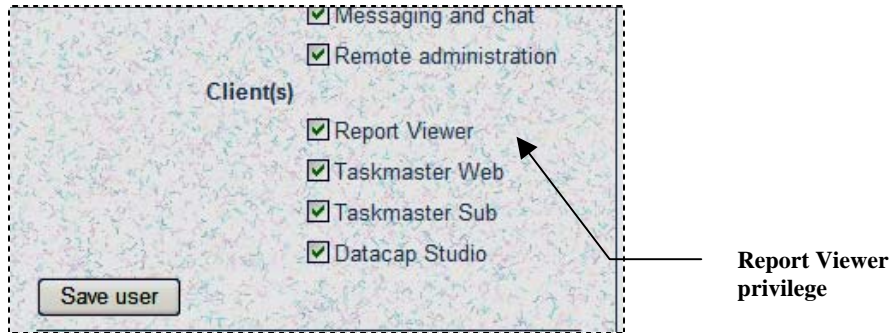 Messaging and chat
Remote administration
Client(s)
Report Viewer
Taskmaster Web
Taskmaster Sub
Datacap Studio
Save user
Report Viewer
privilege